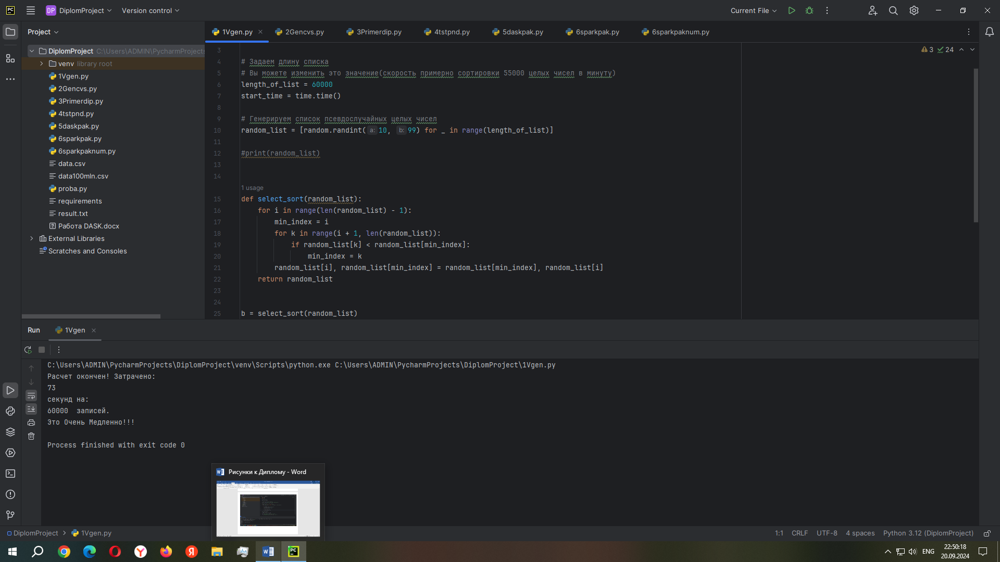 DP DiplomProject Version control Current File
Project
1Vgen.py 2Gencvs.py 3Primerdip.py 4tstpnd.py 5daskpak.py 6sparkpak.py 6sparkpaknum.py
DiplomProject C:\Users\ADMIN\PycharmProjects
venv library root
1Vgen.py
2Gencvs.py
3Primerdip.py
4tstpnd.py
5daskpak.py
6sparkpak.py
6sparkpaknum.py
data.csv
data100mln.csv
proba.py
requirements
result.txt
Работа DASK.docx
External Libraries
Scratches and Consoles
3 24
3
4 # Задаем длину списка
5 # Вы можете изменить это значение(скорость примерно сортировки 55000 целых чисел в минуту)
6 length_of_list = 60000
7 start_time = time.time()
8
9 # Генерируем список псевдослучайных целых чисел
10 random_list = [random.randint( a: 10, b: 99) for _ in range(length_of_list)]
11
12 #print(random_list)
13
14
1 usage
15 def select_sort(random_list):
16 for i in range(len(random_list) - 1):
17 min_index = i
18 for k in range(i + 1, len(random_list)):
19 if random_list[k] < random_list[min_index]:
20 min_index = k
21 random_list[i], random_list[min_index] = random_list[min_index], random_list[i]
22 return random_list
23
24
25 b = select_sort(random_list)
Run 1Vgen
C:\Users\ADMIN\PycharmProjects\DiplomProject\venv\Scripts\python.exe C:\Users\ADMIN\PycharmProjects\DiplomProject\1Vgen.py
Расчет окончен! Затрачено:
73
секунд на:
60000  записей.
Это Очень Медленно!!!
Process finished with exit code 0
Рисунки к Диплому - Word
DiplomProject > 1Vgen.py 1:1 CRLF UTF-8 4 spaces Python 3.12 (DiplomProject)
ENG 22:50:18
20.09.2024